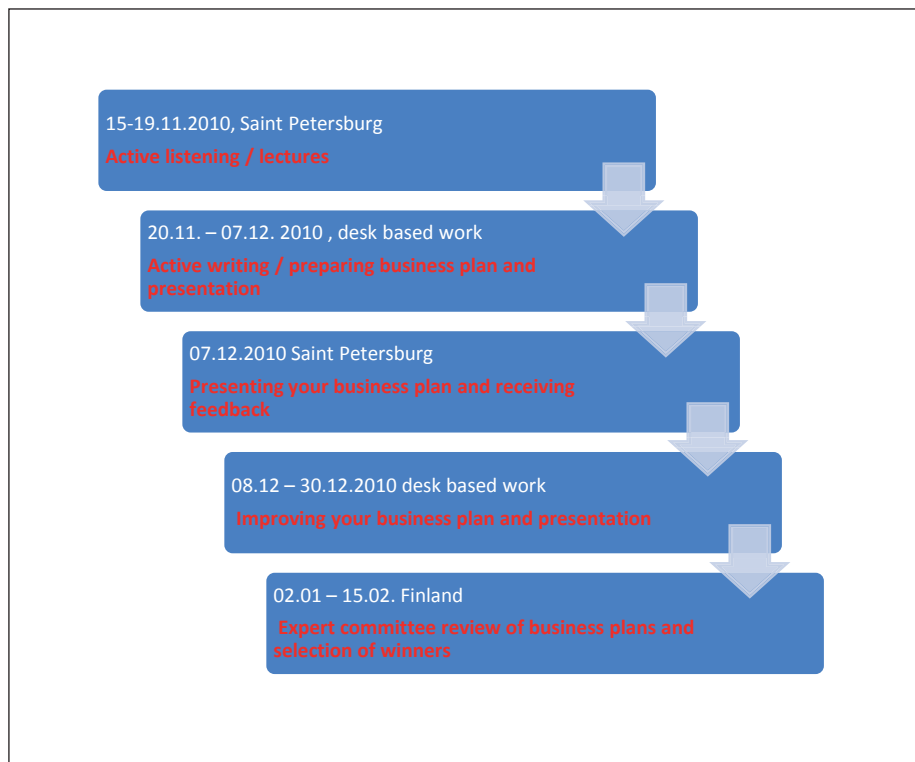 15-19.11.2010, Saint Petersburg
Active listening / lectures
20.11. – 07.12. 2010 , desk based work
Active writing / preparing business plan and
presentation
07.12.2010 Saint Petersburg
Presenting your business plan and receiving
feedback
08.12 – 30.12.2010 desk based work
Improving your business plan and presentation
02.01 – 15.02. Finland
Expert committee review of business plans and
selection of winners